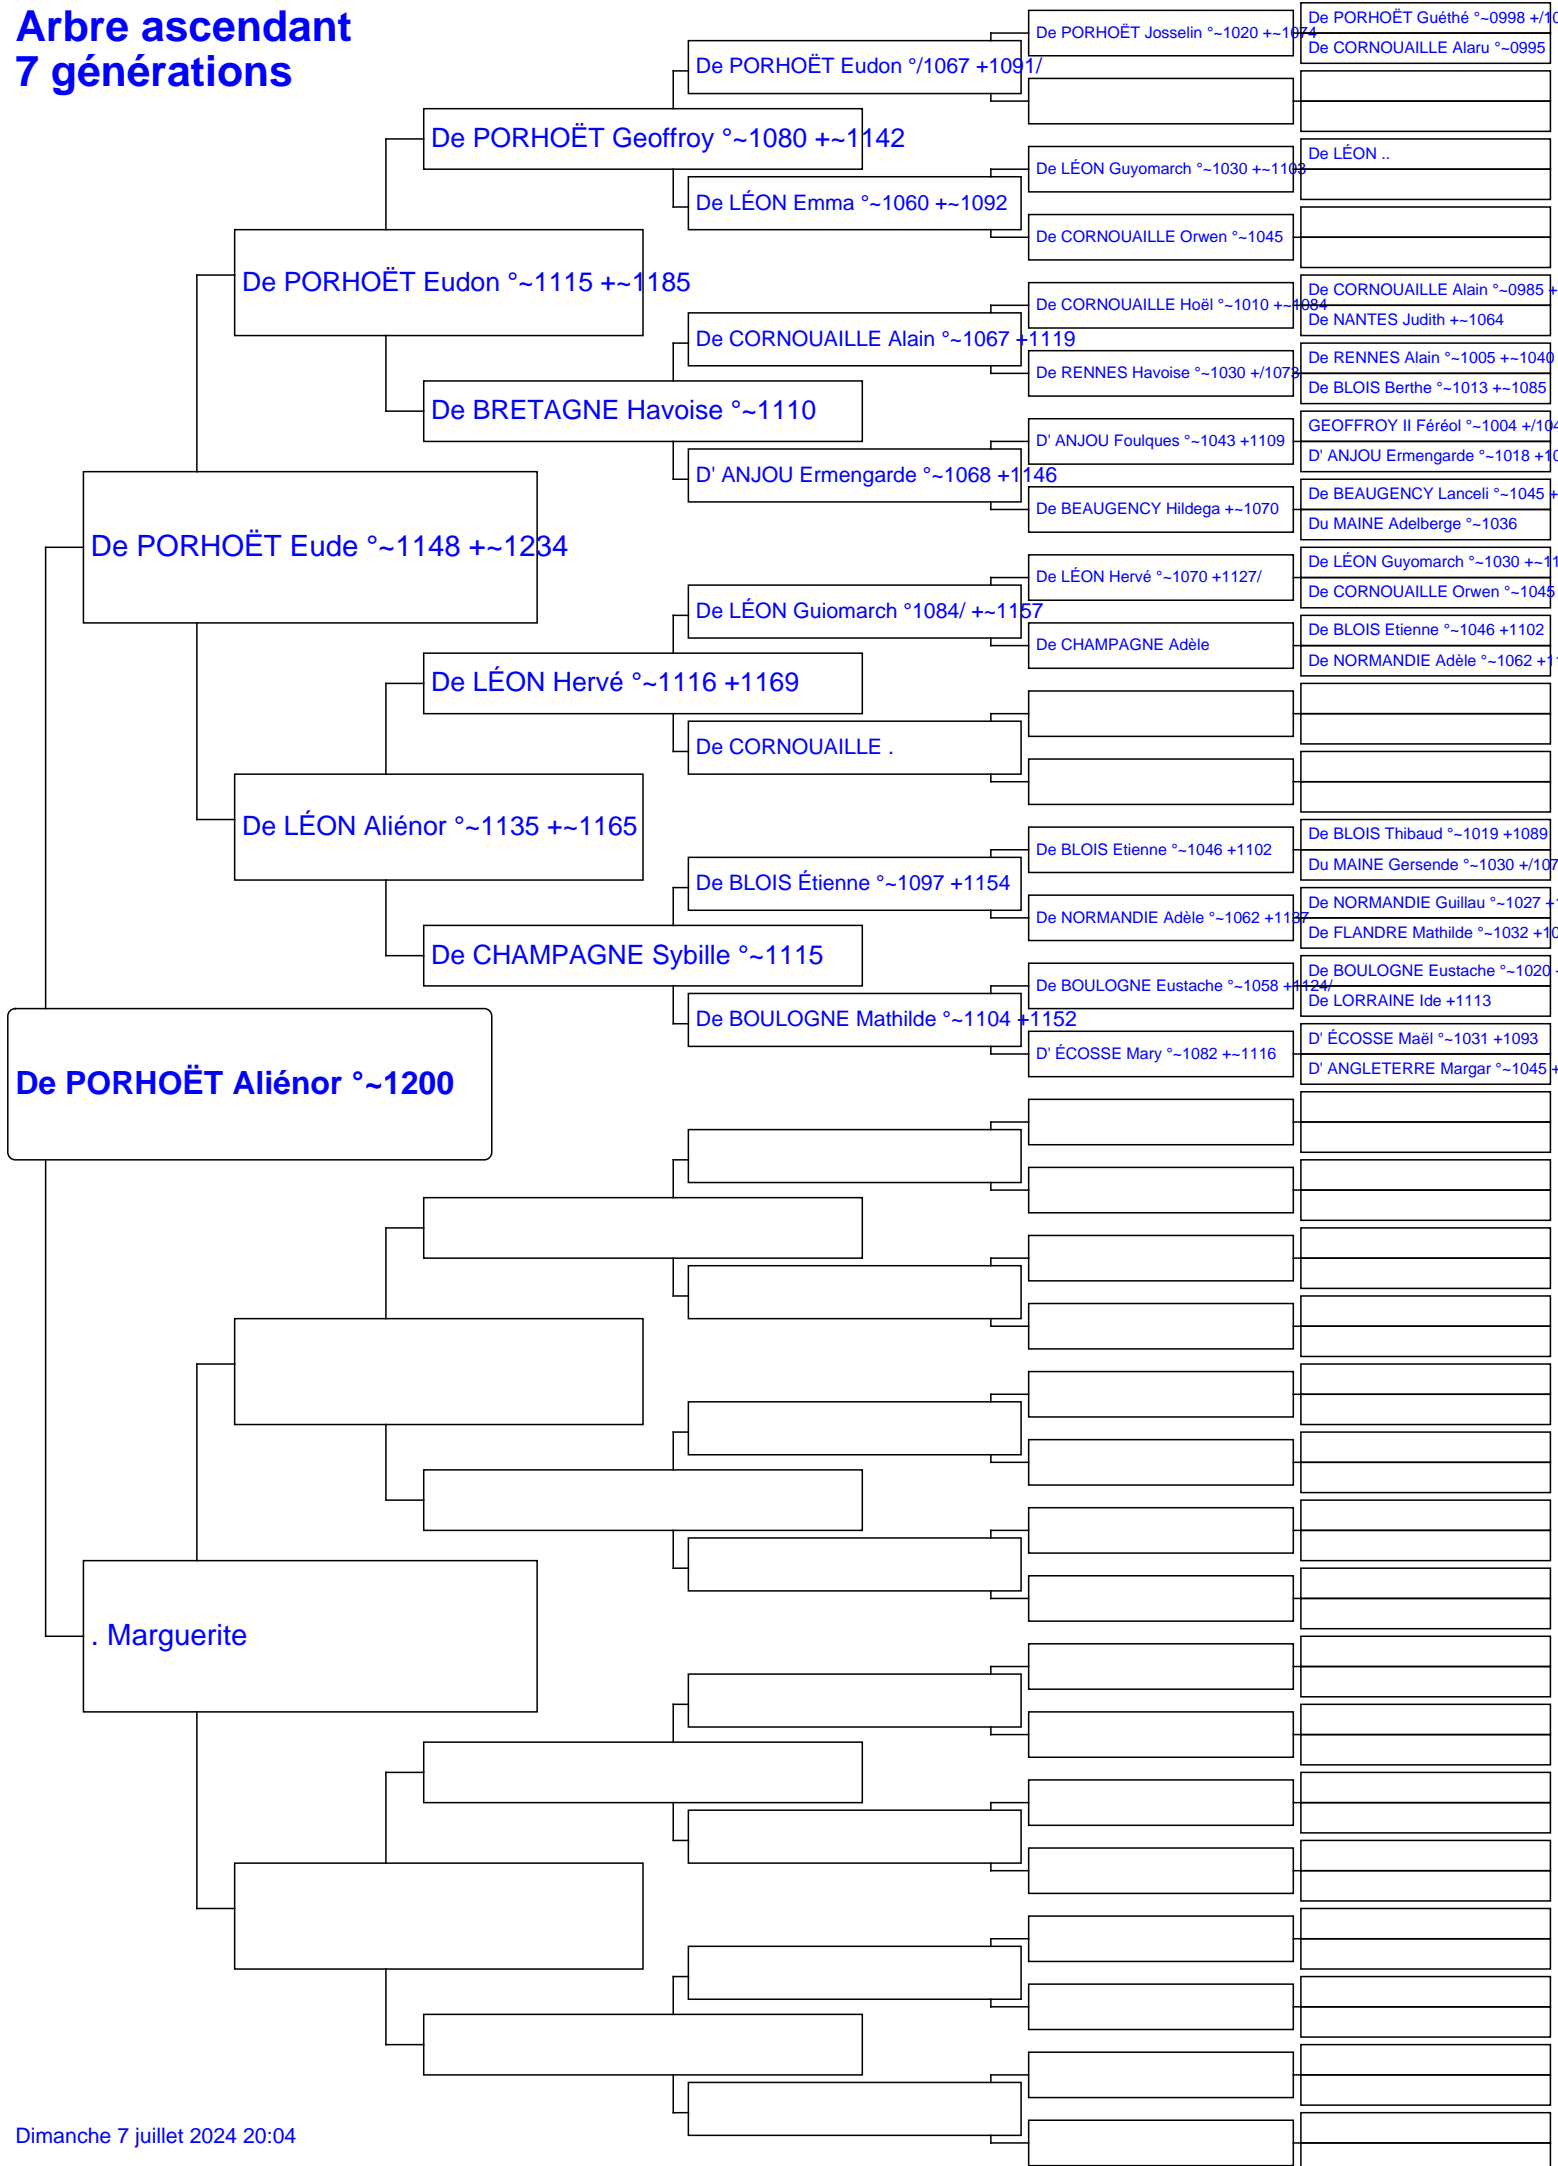 Arbre ascendant
7 générations
De PORHOËT Aliénor °~1200
De PORHOËT Eude °~1148 +~1234
. Marguerite
De PORHOËT Eudon °~1115 +~1185
De LÉON Aliénor °~1135 +~1165
De PORHOËT Geoffroy °~1080 +~1142
De BRETAGNE Havoise °~1110
De LÉON Hervé °~1116 +1169
De CHAMPAGNE Sybille °~1115
De PORHOËT Eudon °/1067 +1091/
De LÉON Emma °~1060 +~1092
De CORNOUAILLE Alain °~1067 +1119
D' ANJOU Ermengarde °~1068 +1146
De LÉON Guiomarch °1084/ +~1157
De CORNOUAILLE .
De BLOIS Étienne °~1097 +1154
De BOULOGNE Mathilde °~1104 +1152
De PORHOËT Josselin °~1020 +~1074
De LÉON Guyomarch °~1030 +~1103
De CORNOUAILLE Orwen °~1045
De CORNOUAILLE Hoël °~1010 +~1084
De RENNES Havoise °~1030 +/1073
D' ANJOU Foulques °~1043 +1109
De BEAUGENCY Hildega +~1070
De LÉON Hervé °~1070 +1127/
De CHAMPAGNE Adèle
De BLOIS Etienne °~1046 +1102
De NORMANDIE Adèle °~1062 +1137
De BOULOGNE Eustache °~1058 +1124/
D' ÉCOSSE Mary °~1082 +~1116
De PORHOËT Guéthé °~0998 +/10
De CORNOUAILLE Alaru °~0995
De LÉON ..
De CORNOUAILLE Alain °~0985 +
De NANTES Judith +~1064
De RENNES Alain °~1005 +~1040
De BLOIS Berthe °~1013 +~1085
GEOFFROY II Féréol °~1004 +/104
D' ANJOU Ermengarde °~1018 +10
De BEAUGENCY Lanceli °~1045 +
Du MAINE Adelberge °~1036
De LÉON Guyomarch °~1030 +~11
De CORNOUAILLE Orwen °~1045
De BLOIS Etienne °~1046 +1102
De NORMANDIE Adèle °~1062 +1
De BLOIS Thibaud °~1019 +1089
Du MAINE Gersende °~1030 +/107
De NORMANDIE Guillau °~1027 +1
De FLANDRE Mathilde °~1032 +10
De BOULOGNE Eustache °~1020
De LORRAINE Ide +1113
D' ÉCOSSE Maël °~1031 +1093
D' ANGLETERRE Margar °~1045 +
Dimanche 7 juillet 2024 20:04